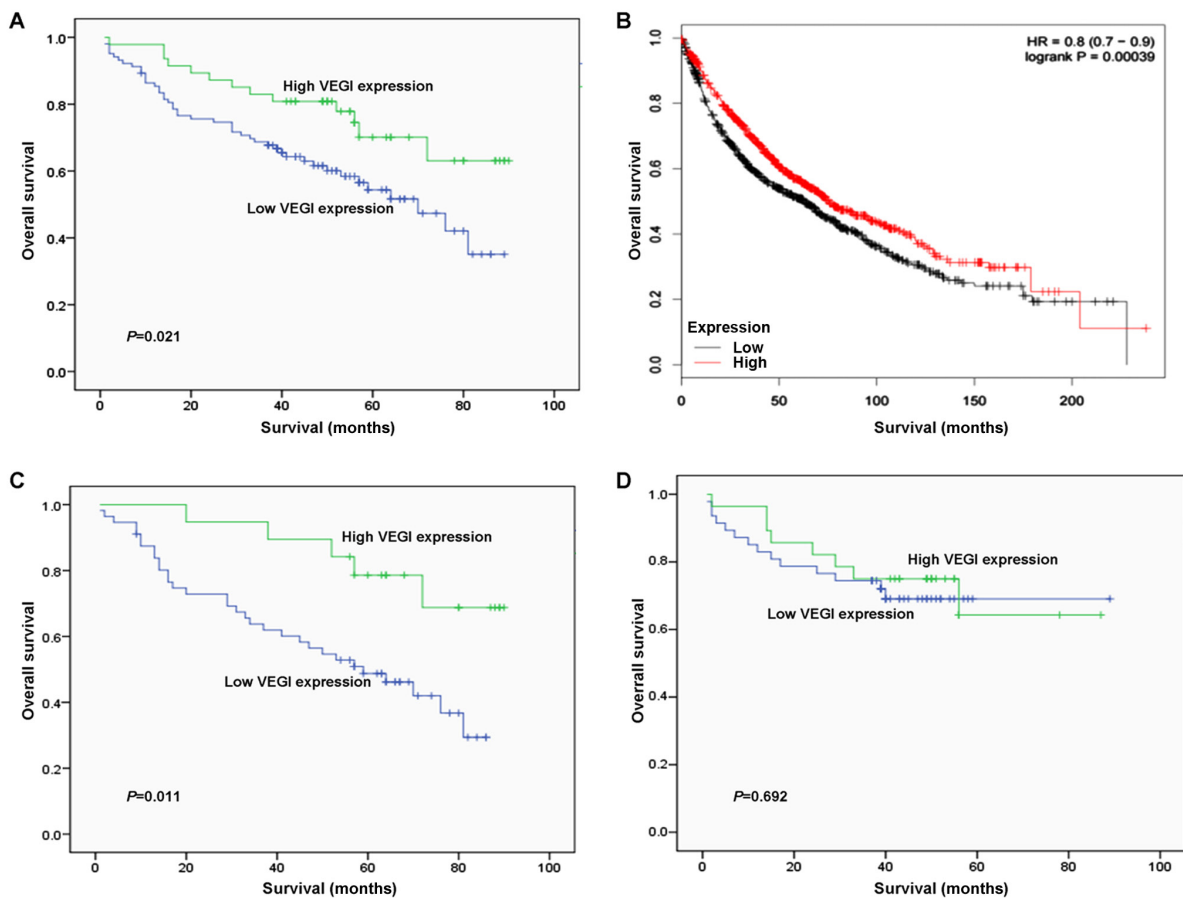 A
Overrall survival
1.0
0.8
0.6
0.4
0.2
0.0
High VEGI expression
Low VEGI expression
P=0.021
0 20 40 60 80 100
Survival (months)
B
Overall survival
1.0
0.8
0.6
0.4
0.2
0.0
HR = 0.8 (0.7 – 0.9)
logrank P = 0.00039
Expression
Low
High
0 50 100 150 200
Survival (months)
C
Overall survival
1.0
0.8
0.6
0.4
0.2
0.0
High VEGI expression
Low VEGI expression
P=0.011
0 20 40 60 80 100
Survival (months)
D
Overrall survival
1.0
0.8
0.6
0.4
0.2
0.0
High VEGI expression
Low VEGI expression
P=0.692
0 20 40 60 80 100
Survival (months)